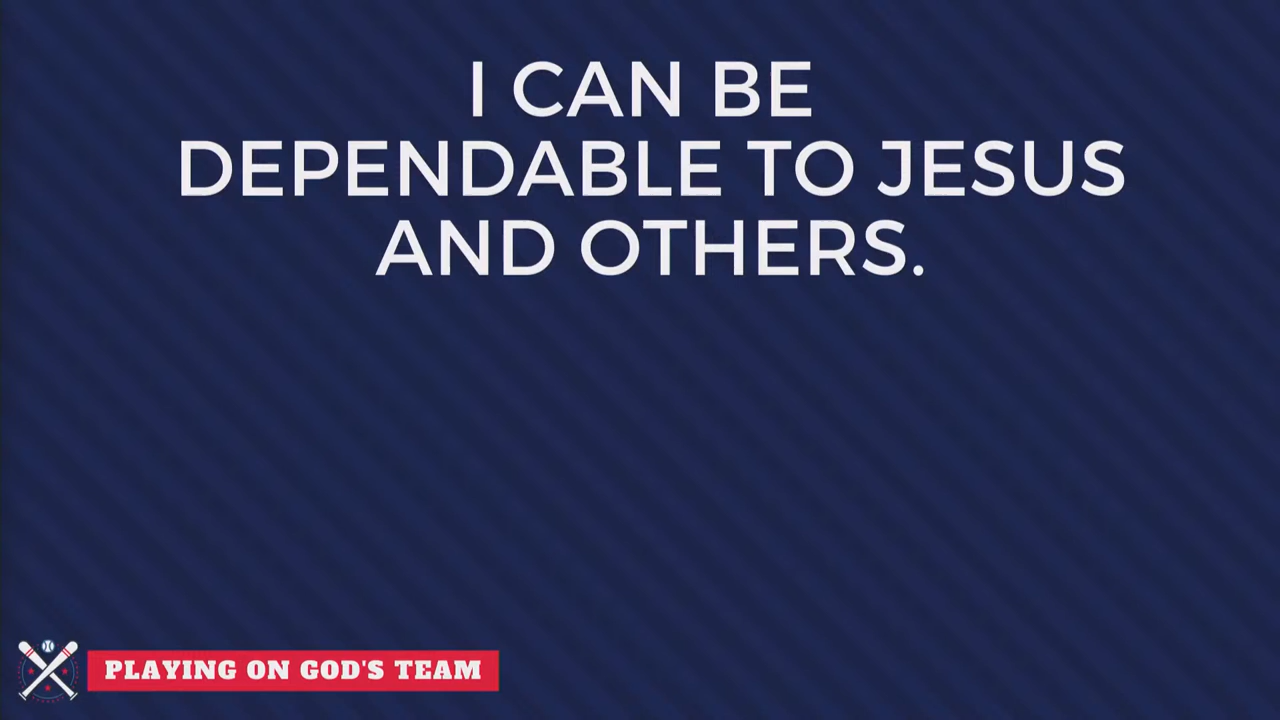 I CAN BE
DEPENDABLE TO JESUS
AND OTHERS.
PLAYING ON GOD'S TEAM